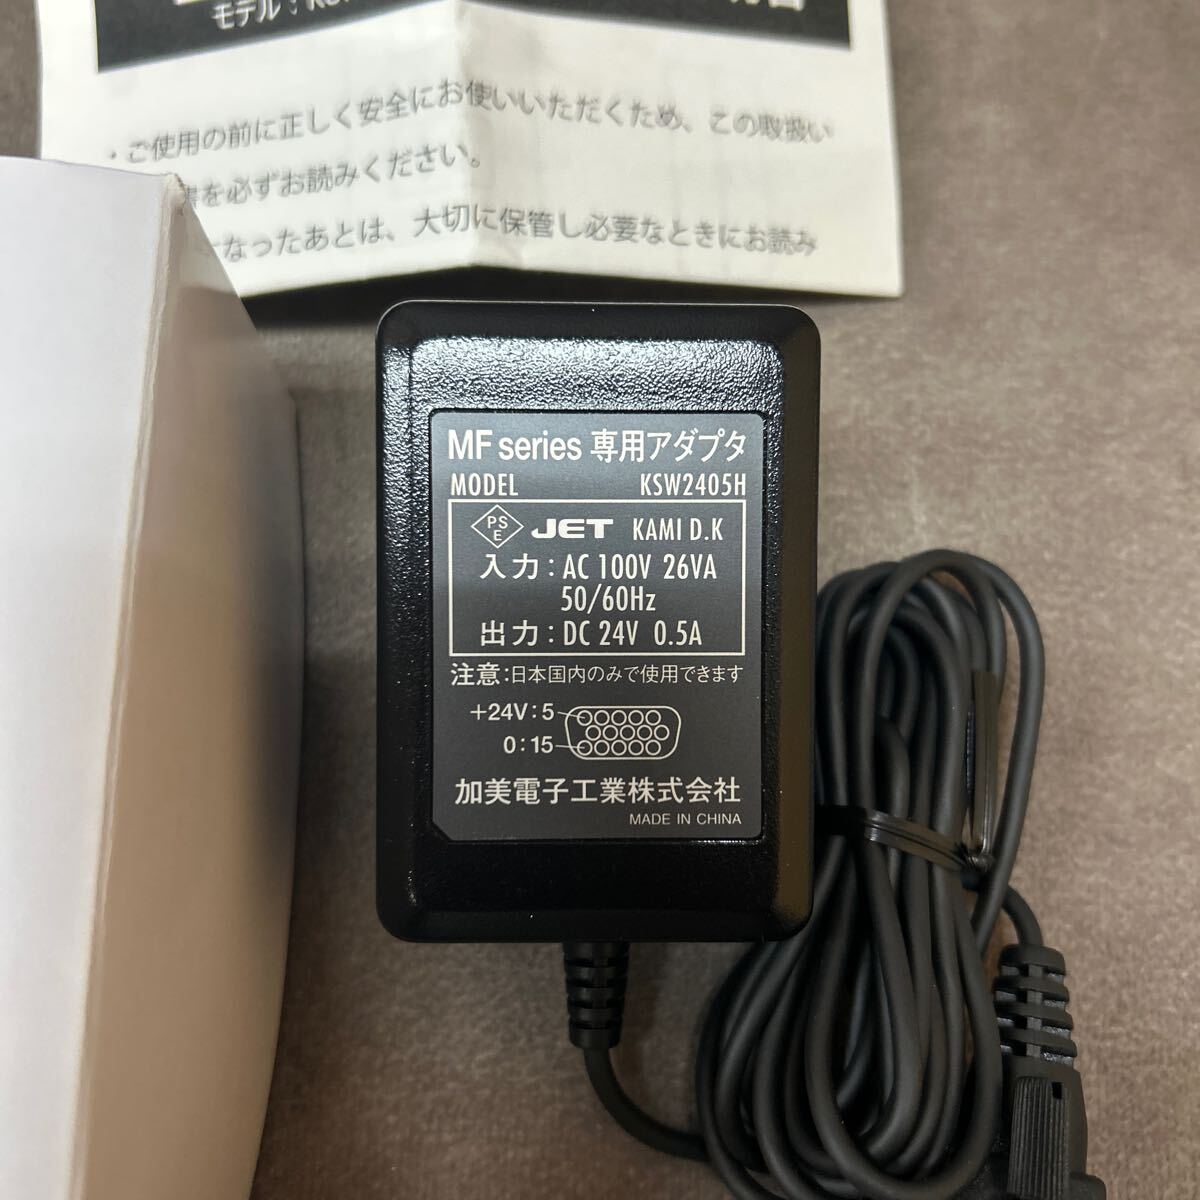 モデル：
・ご使用の前に正しく安全にお使いいただくため、この取扱い
書を必ずお読みください。
なったあとは、大切に保管し必要なときにお読み
MF series 専用アダプタ
MODEL KSW2405H
PS E JET KAMI D.K
入力：AC 100V 26VA
50/60Hz
出力：DC 24V 0.5A
注意：日本国内のみで使用できます
+24V：5
0：15
加美電子工業株式会社
MADE IN CHINA